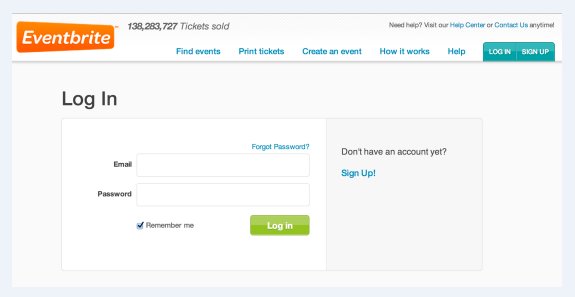 Eventbrite™ 138,283,727 Tickets sold
Need help? Visit our Help Center or Contact Us anytime!
Find events Print tickets Create an event How it works Help LOG IN SIGN UP
Log In
Forgot Password?
Email
Password
Remember me
Log in
Don't have an account yet?
Sign Up!